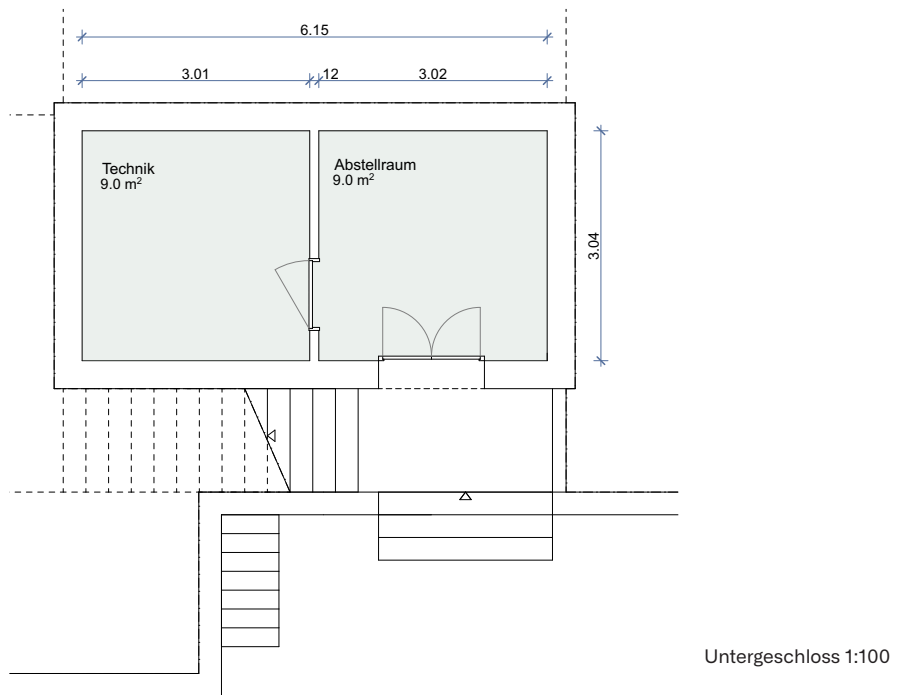 6.15
3.01 12 3.02
Technik
9.0 m²
Abstellraum
9.0 m²
3.04
Untergeschloss 1:100